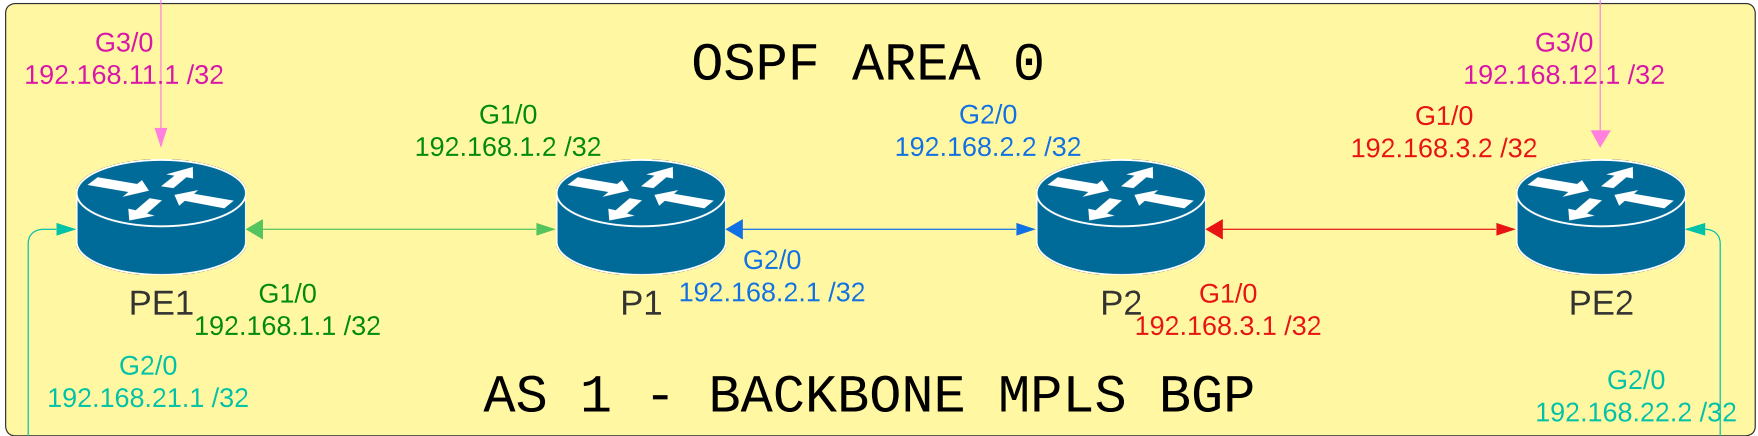 G3/0
192.168.11.1 /32
OSPF AREA 0
G3/0
192.168.12.1 /32
G1/0
192.168.1.2 /32
G2/0
192.168.2.2 /32
G1/0
192.168.3.2 /32
G2/0
192.168.2.1 /32
PE1
G1/0
192.168.1.1 /32
P1
P2
G1/0
192.168.3.1 /32
PE2
G2/0
192.168.21.1 /32
AS 1 - BACKBONE MPLS BGP
G2/0
192.168.22.2 /32